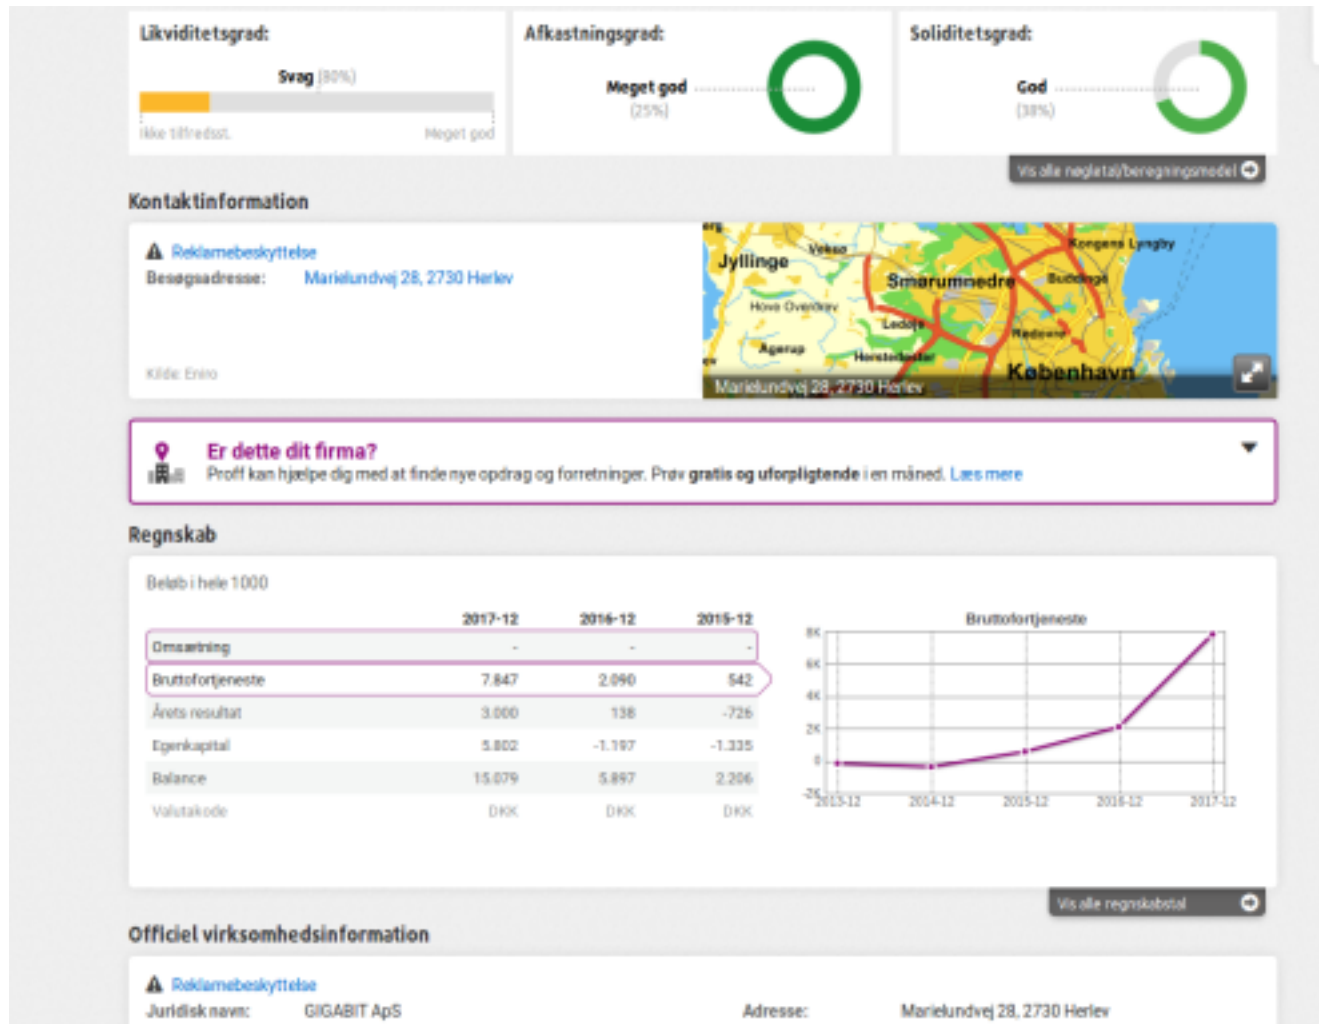 Likviditetsgrad:
Svag (80%)
Ikke tilfredsst. Meget god
Afkastningsgrad:
Meget god
(25%)
Soliditetsgrad:
God
(38%)
Vis alle nøgletal/beregningsmodel
Kontaktinformation
Reklamebeskyttelse
Besøgsadresse: Marielundvej 28, 2730 Herlev
Kilde: Eniro
Jyllinge
Veksø
Kongens Lyngby
Smørumnedre
Buddinge
Hove Overdrev
Ledøje
Rødovre
Agerup
Herstedøster
København
Marielundvej 28, 2730 Herlev
Er dette dit firma?
Proff kan hjælpe dig med at finde nye opdrag og forretninger. Prøv gratis og uforpligtende i en måned. Læs mere
Regnskab
Beløb i hele 1000
2017-12 2016-12 2015-12
Omsætning - - -
Bruttofortjeneste 7.847 2.090 542
Årets resultat 3.000 138 -726
Egenkapital 5.802 -1.197 -1.335
Balance 15.079 5.897 2.206
Valutakode DKK DKK DKK
Bruttofortjeneste
8K
6K
4K
2K
0
-2K
2013-12 2014-12 2015-12 2016-12 2017-12
Vis alle regnskabstal
Officiel virksomhedsinformation
Reklamebeskyttelse
Juridisk navn: GIGABIT ApS Adresse: Marielundvej 28, 2730 Herlev